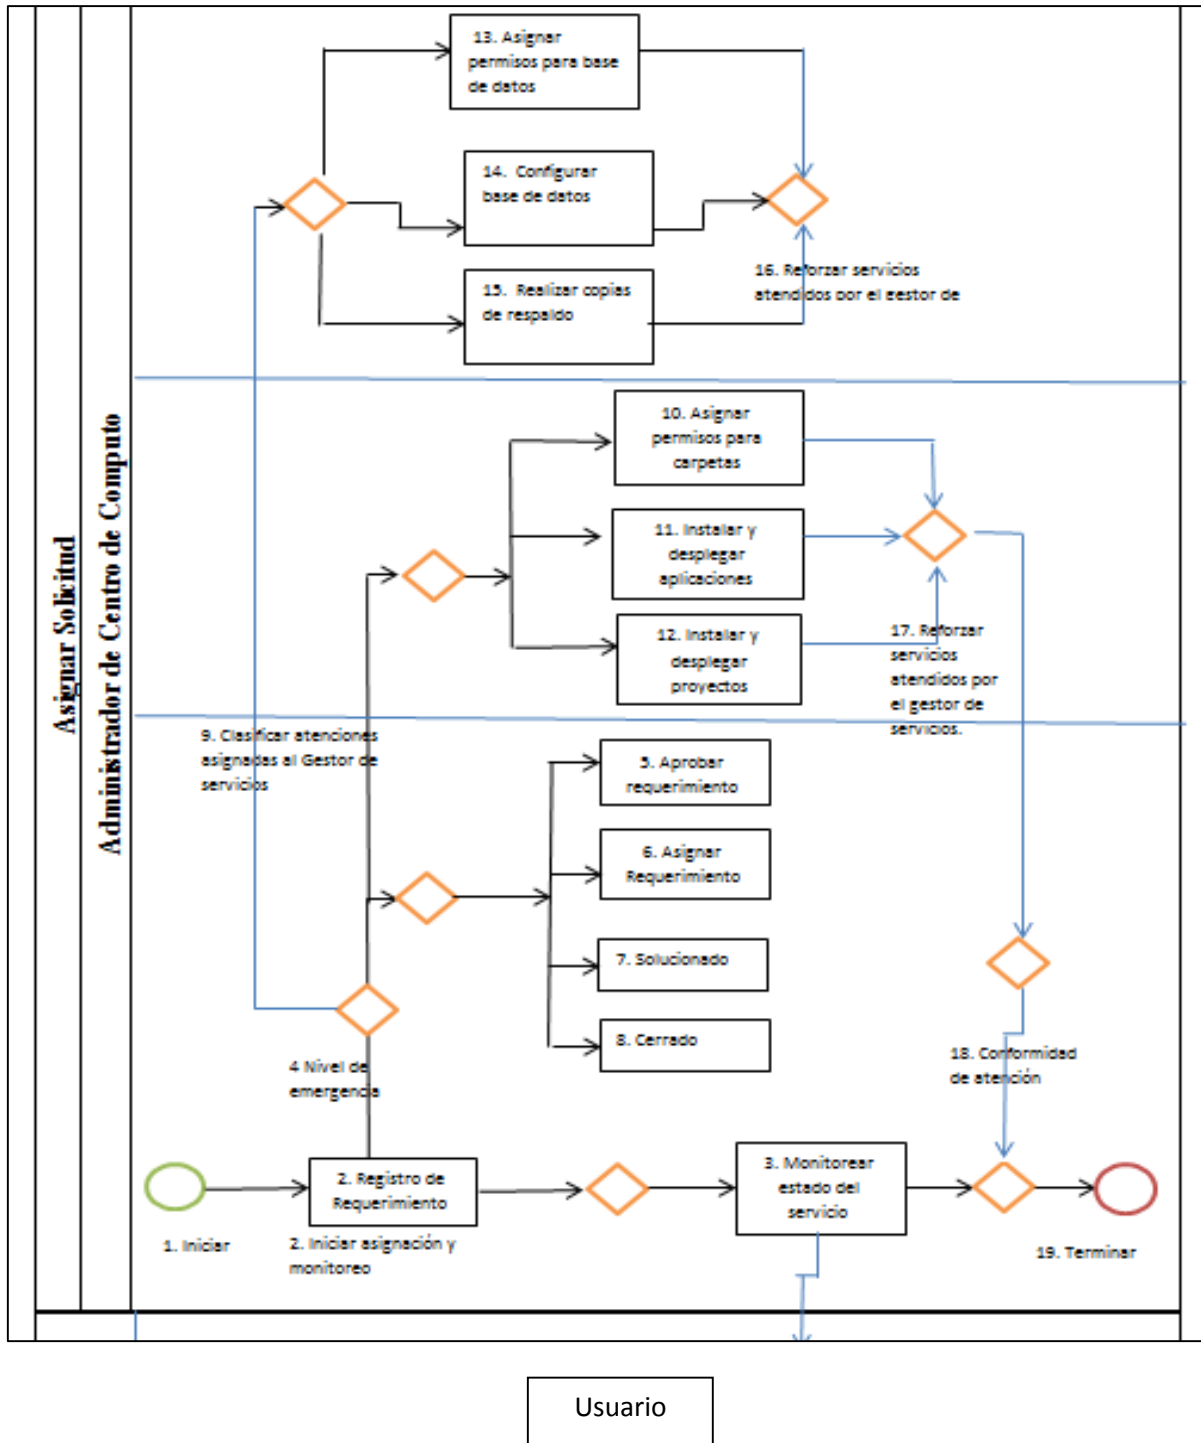 Asignar Solicitud
Administrador de Centro de Computo
13. Asignar
permisos para base
de datos
14. Configurar
base de datos
15. Realizar copias
de respaldo
16. Reforzar servicios
atendidos por el gestor de
10. Asignar
permisos para
carpetas
11. Instalar y
desplegar
aplicaciones
12. Instalar y
desplegar
proyectos
17. Reforzar
servicios
atendidos por
el gestor de
servicios.
9. Clasificar atenciones
asignadas al Gestor de
servicios
5. Aprobar
requerimiento
6. Asignar
Requerimiento
7. Solucionado
8. Cerrado
4 Nivel de
emergencia
18. Conformidad
de atención
2. Registro de
Requerimiento
3. Monitorear
estado del
servicio
1. Iniciar
2. Iniciar asignación y
monitoreo
19. Terminar
Usuario